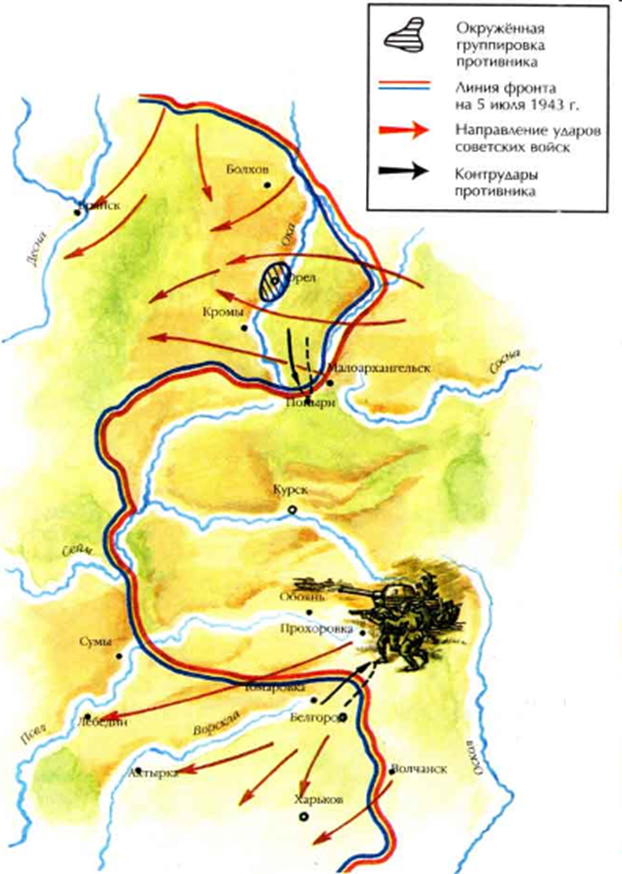 Окружённая
группировка
противника
Линия фронта
на 5 июля 1943 г.
Направление ударов
советских войск
Контрудары
противника
Болхов
Брянск
Десна
Ока
Орел
Кромы
Малоархангельск
Сосна
Поныри
Курск
Сейм
Обоянь
Прохоровка
Сумы
Томаровка
Лебедин
Ворскла
Белгород
Псел
Оскол
Ахтырка
Волчанск
Харьков